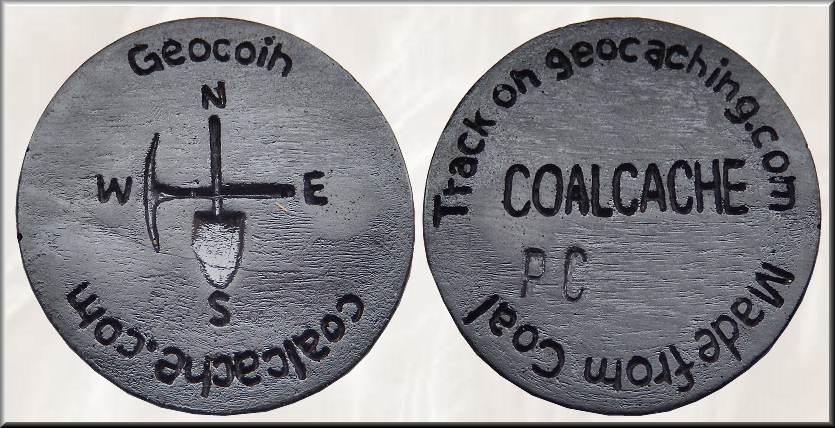 Geocoin
N
W E
S
coalcache.com
Track on geocaching.com
COALCACHE
PC
Made from Coal